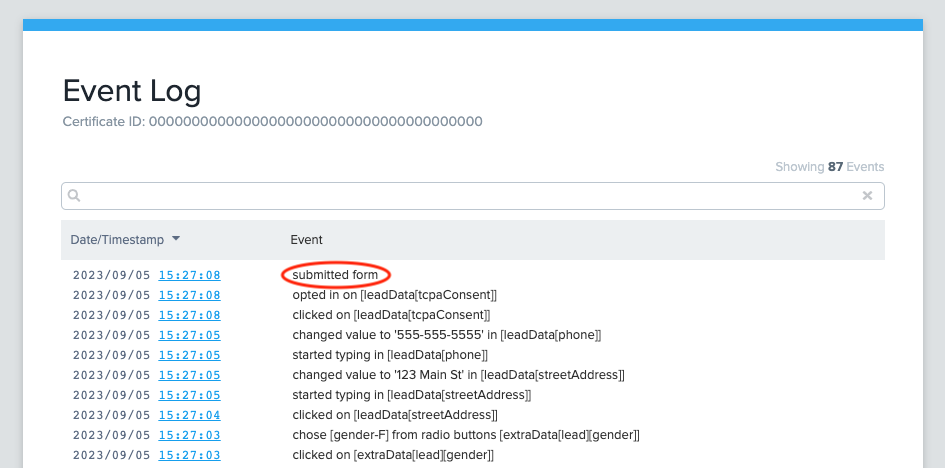 Event Log
Certificate ID: 0000000000000000000000000000000000000000
Showing 87 Events
Date/Timestamp Event
2023/09/05 15:27:08 submitted form
2023/09/05 15:27:08 opted in on [leadData[tcpaConsent]]
2023/09/05 15:27:08 clicked on [leadData[tcpaConsent]]
2023/09/05 15:27:05 changed value to '555-555-5555' in [leadData[phone]]
2023/09/05 15:27:05 started typing in [leadData[phone]]
2023/09/05 15:27:05 changed value to '123 Main St' in [leadData[streetAddress]]
2023/09/05 15:27:05 started typing in [leadData[streetAddress]]
2023/09/05 15:27:04 clicked on [leadData[streetAddress]]
2023/09/05 15:27:03 chose [gender-F] from radio buttons [extraData[lead][gender]]
2023/09/05 15:27:03 clicked on [extraData[lead][gender]]